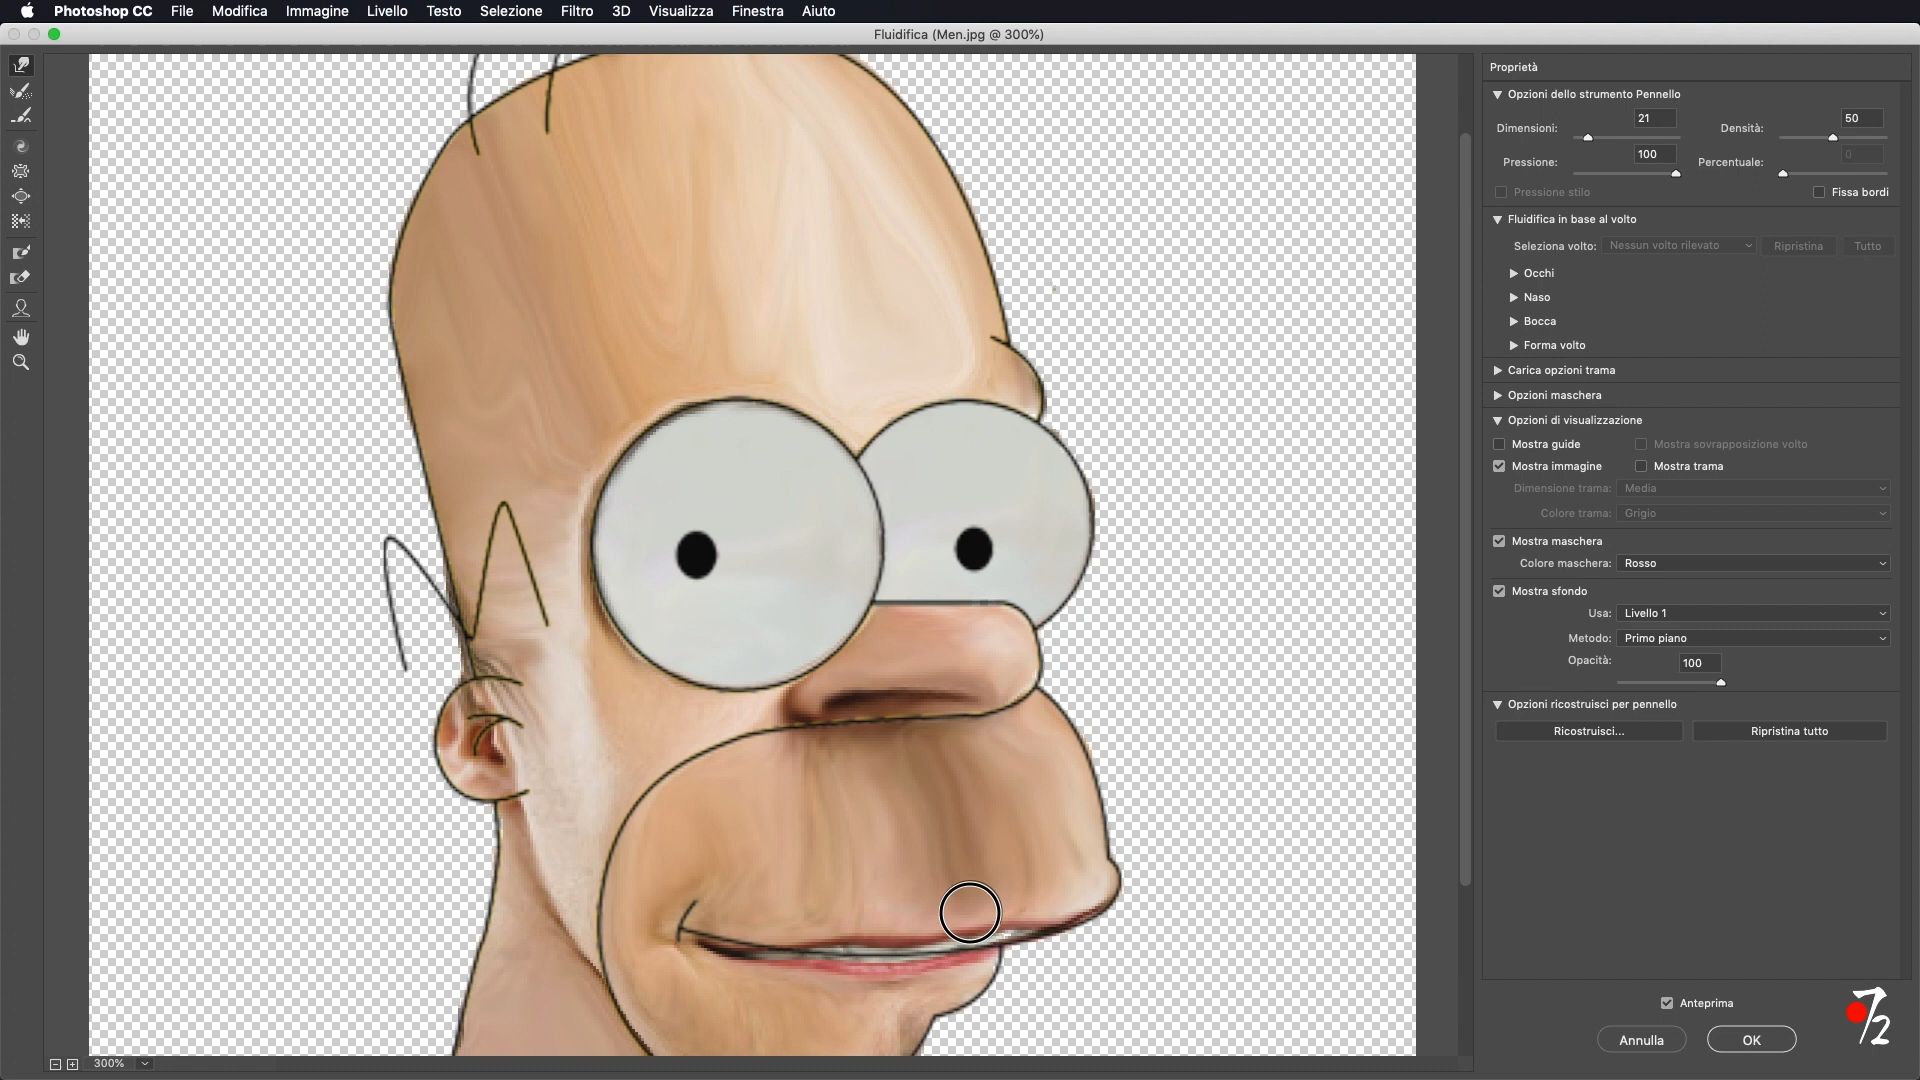 Photoshop CC File Modifica Immagine Livello Testo Selezione Filtro 3D Visualizza Finestra Aiuto
Fluidifica (Men.jpg @ 300%)
Proprietà
Opzioni dello strumento Pennello
Dimensioni: 21 Densità: 50
Pressione: 100 Percentuale: 0
Pressione stilo Fissa bordi
Fluidifica in base al volto
Seleziona volto: Nessun volto rilevato Ripristina Tutto
Occhi
Naso
Bocca
Forma volto
Carica opzioni trama
Opzioni maschera
Opzioni di visualizzazione
Mostra guide Mostra sovrapposizione volto
Mostra immagine Mostra trama
Dimensione trama: Media
Colore trama: Grigio
Mostra maschera
Colore maschera: Rosso
Mostra sfondo
Usa: Livello 1
Metodo: Primo piano
Opacità: 100
Opzioni ricostruisci per pennello
Ricostruisci... Ripristina tutto
Anteprima
Annulla OK
7/2
300%